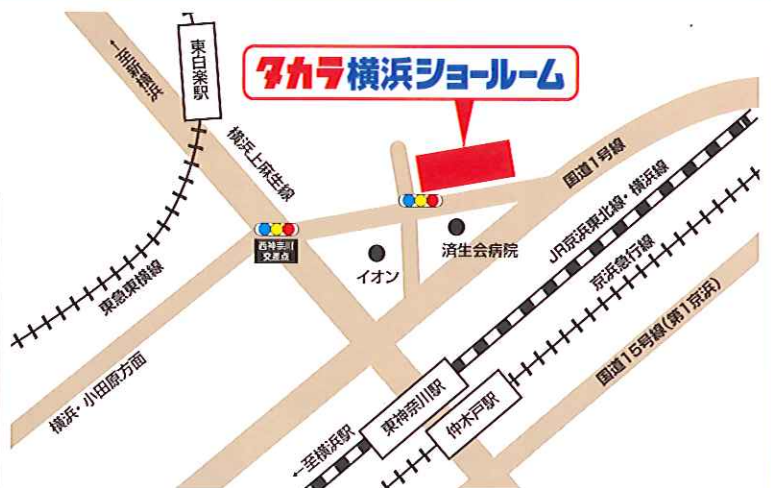 タカラ横浜ショールーム
東白楽駅
←至新横浜
横浜上麻生線
国道1号線
JR京浜東北線・横浜線
京浜急行線
国道15号線(第1京浜)
西神奈川
交差点
イオン
済生会病院
東急東横線
横浜・小田原方面
東神奈川駅
仲木戸駅
←至横浜駅